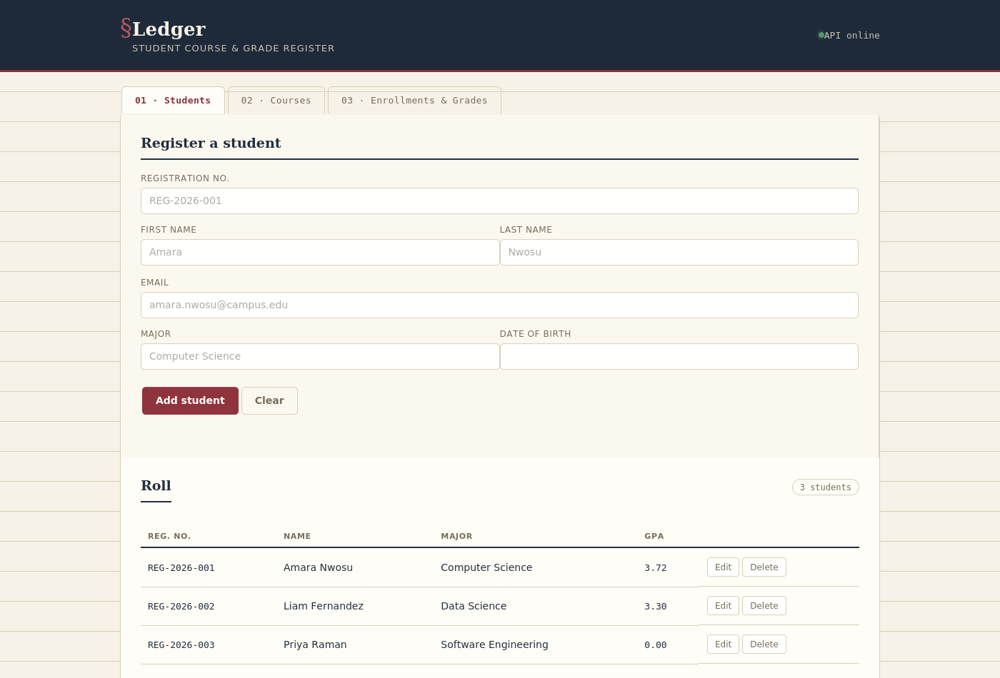 §Ledger
STUDENT COURSE & GRADE REGISTER
API online
01 · Students
02 · Courses
03 · Enrollments & Grades
Register a student
REGISTRATION NO.
REG-2026-001
FIRST NAME
LAST NAME
Amara
Nwosu
EMAIL
amara.nwosu@campus.edu
MAJOR
DATE OF BIRTH
Computer Science
Add student
Clear
Roll
3 students
REG. NO. NAME MAJOR GPA
REG-2026-001 Amara Nwosu Computer Science 3.72 Edit Delete
REG-2026-002 Liam Fernandez Data Science 3.30 Edit Delete
REG-2026-003 Priya Raman Software Engineering 0.00 Edit Delete